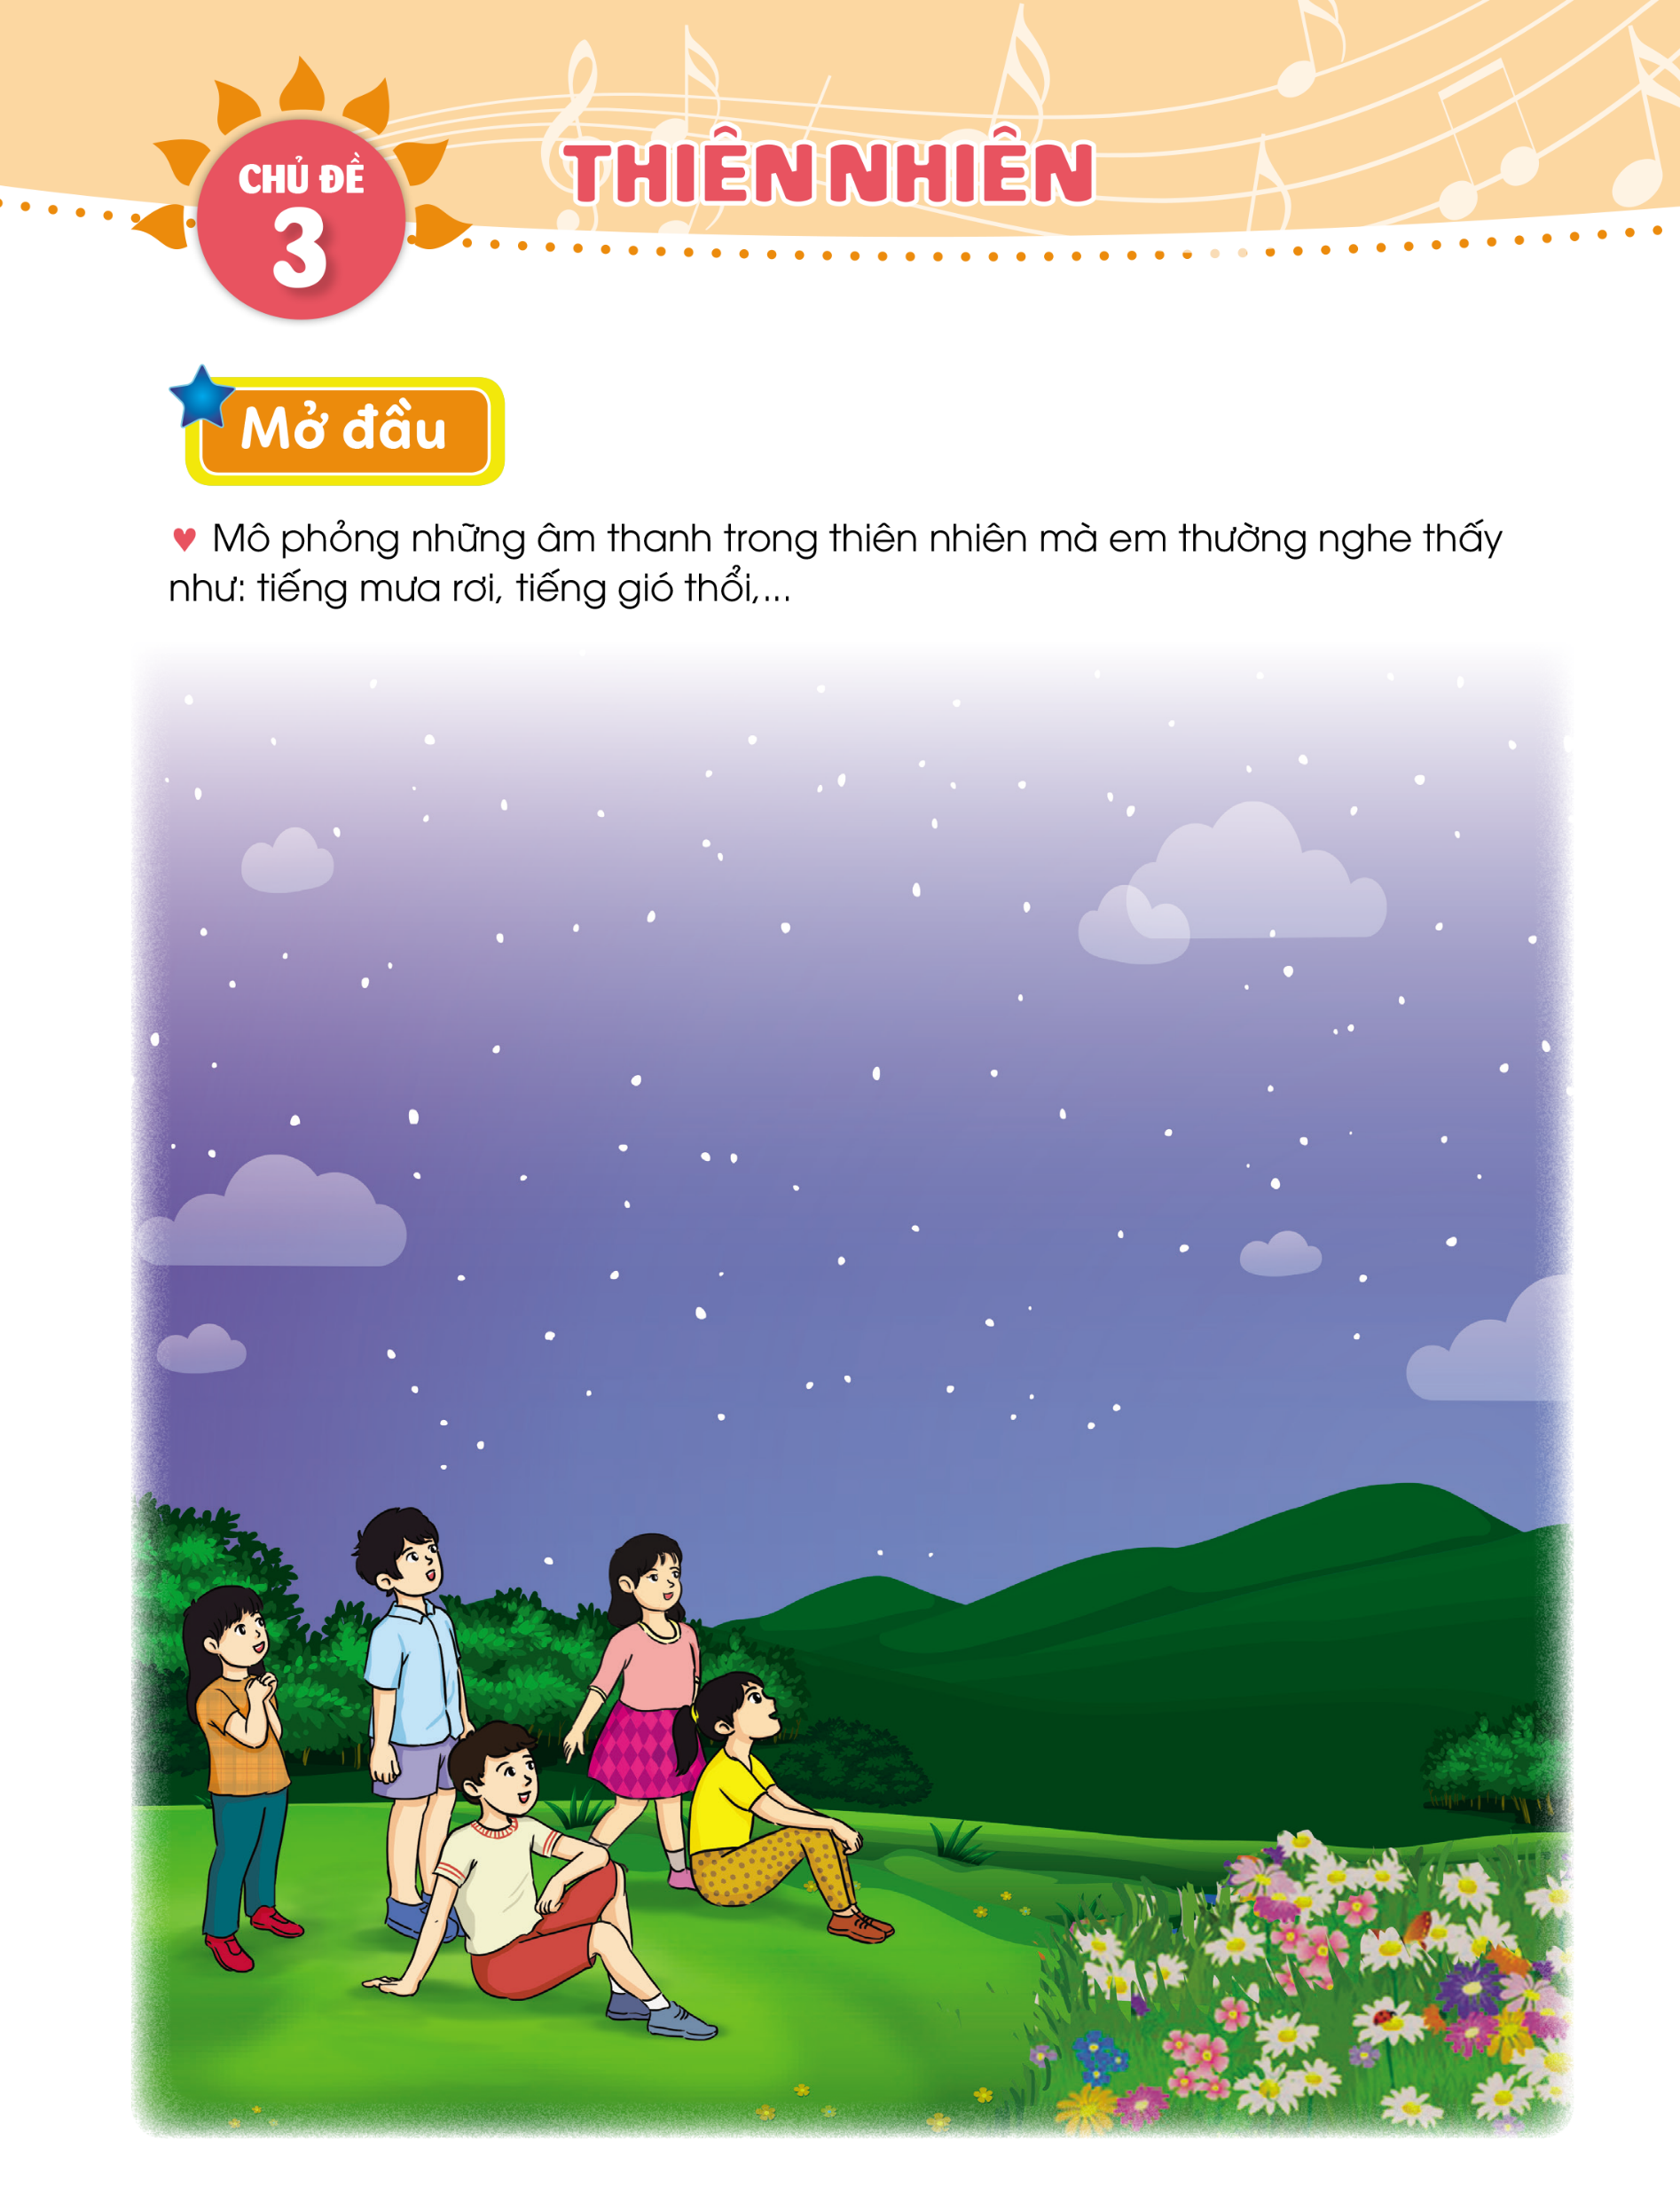 CHỦ ĐỀ
3
THIÊN NHIÊN
Mở đầu
♥ Mô phỏng những âm thanh trong thiên nhiên mà em thường nghe thấy
như: tiếng mưa rơi, tiếng gió thổi,...